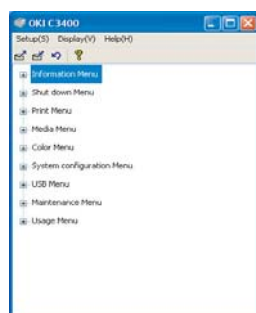 OKI C3400
Setup(S) Display(V) Help(H)
Information Menu
Shut down Menu
Print Menu
Media Menu
Color Menu
System configuration Menu
USB Menu
Maintenance Menu
Usage Menu